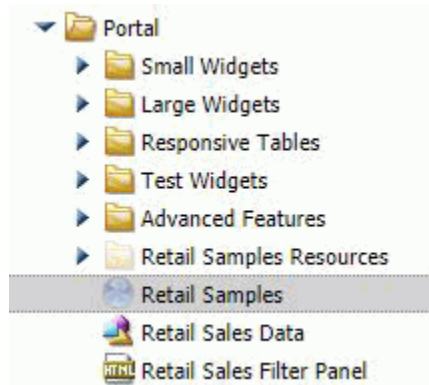 Portal
Small Widgets
Large Widgets
Responsive Tables
Test Widgets
Advanced Features
Retail Samples Resources
Retail Samples
Retail Sales Data
HTML Retail Sales Filter Panel